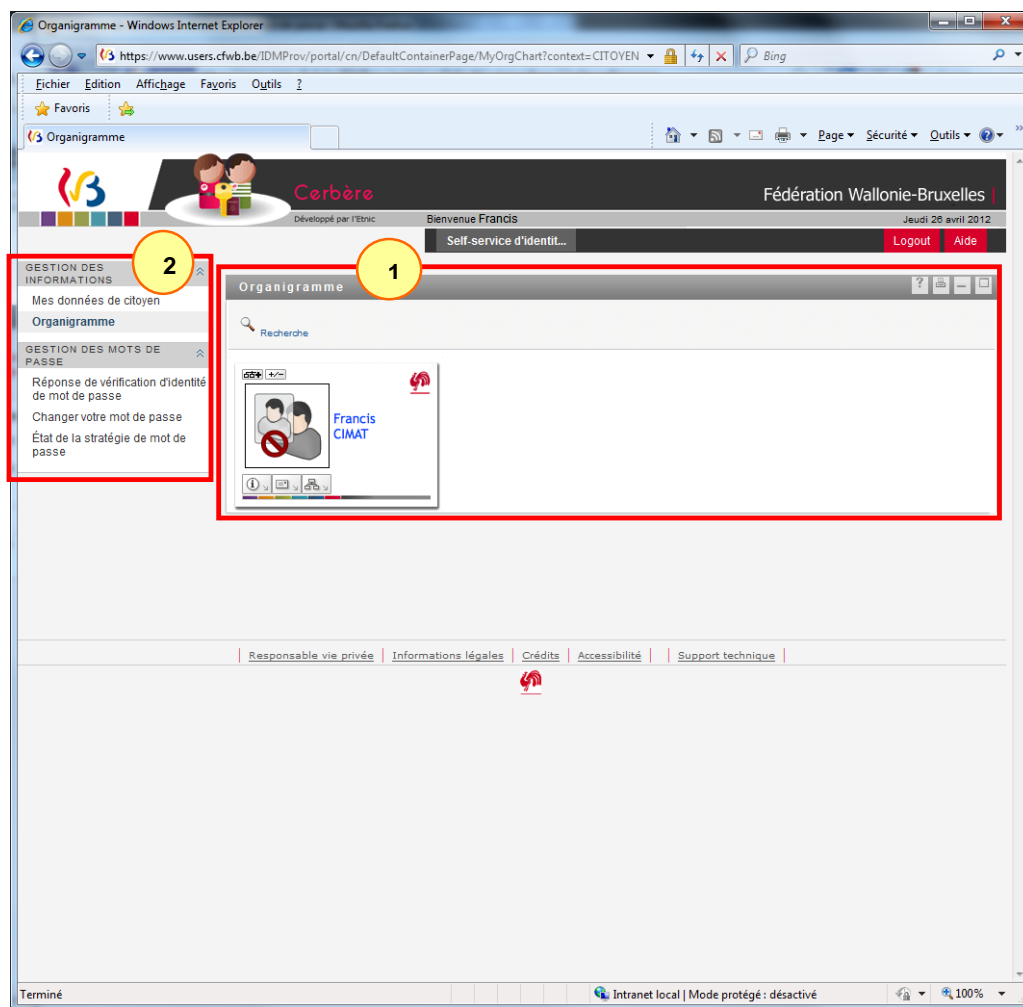 Organigramme - Windows Internet Explorer
https://www.users.cfwb.be/IDMProv/portal/cn/DefaultContainerPage/MyOrgChart?context=CITOYEN
Bing
Fichier Edition Affichage Favoris Outils ?
Favoris
Organigramme
Page Sécurité Outils
Cerbère
Fédération Wallonie-Bruxelles
Développé par l'Etnic
Bienvenue Francis
Jeudi 26 avril 2012
Self-service d'identit...
Logout Aide
2
1
GESTION DES
INFORMATIONS
Mes données de citoyen
Organigramme
GESTION DES MOTS DE
PASSE
Réponse de vérification d'identité
de mot de passe
Changer votre mot de passe
État de la stratégie de mot de
passe
Organigramme
?
Recherche
+/-
Francis
CIMAT
Responsable vie privée | Informations légales | Crédits | Accessibilité | | Support technique |
Terminé
Intranet local | Mode protégé : désactivé
100%